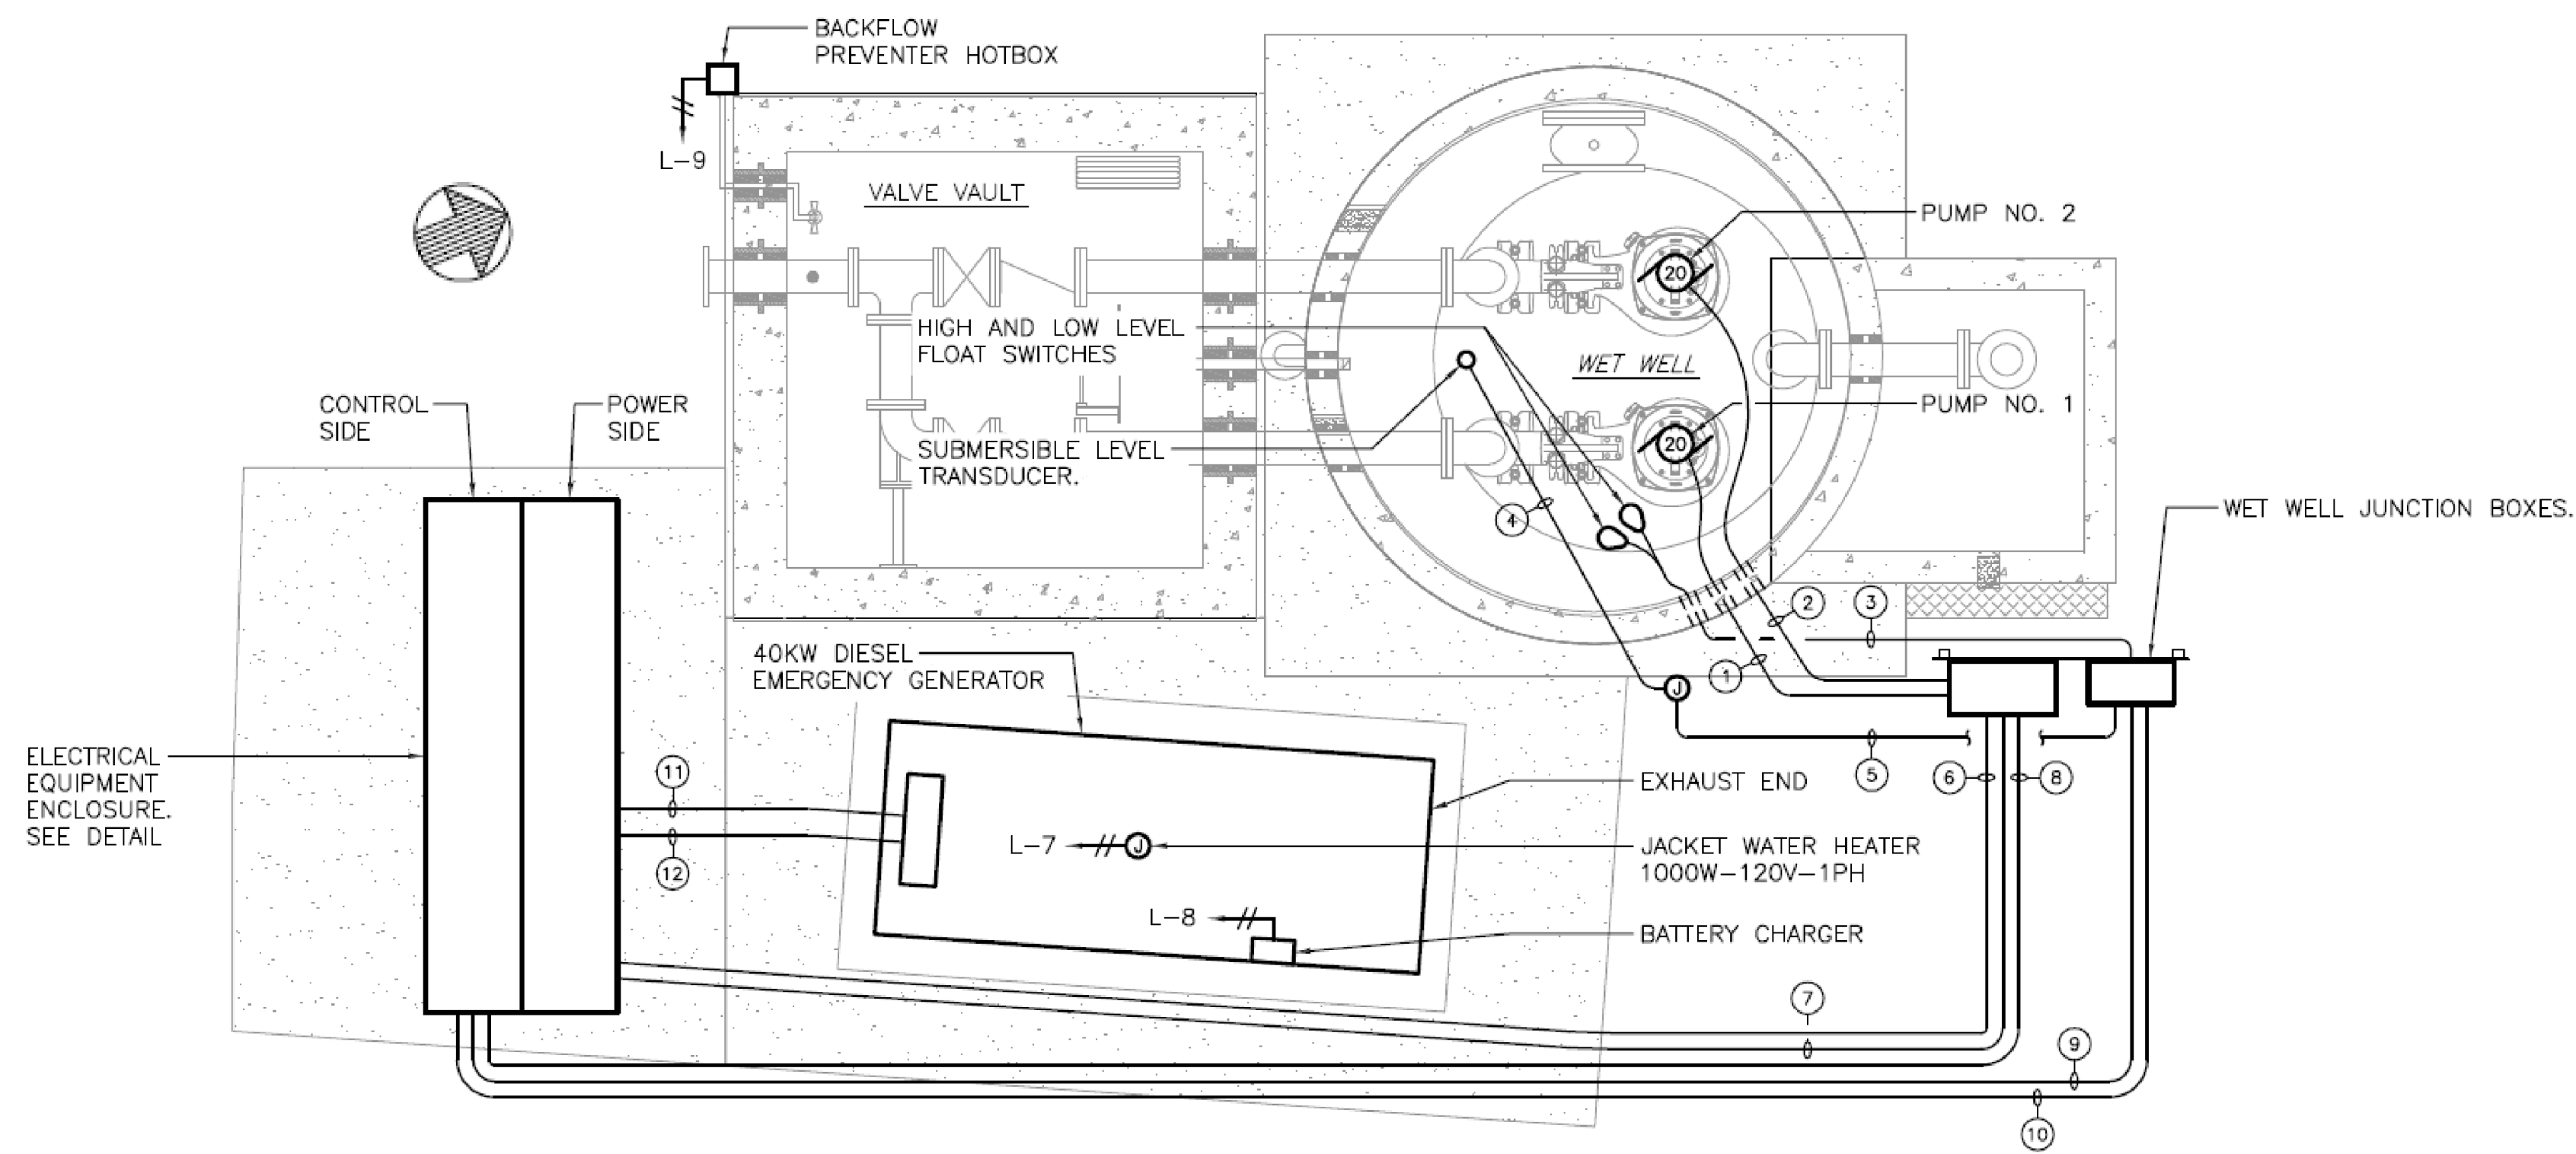 BACKFLOW
PREVENTER HOTBOX
L-9
VALVE VAULT
PUMP NO. 2
20
HIGH AND LOW LEVEL
FLOAT SWITCHES
WET WELL
CONTROL
SIDE
POWER
SIDE
PUMP NO. 1
20
SUBMERSIBLE LEVEL
TRANSDUCER.
4
WET WELL JUNCTION BOXES.
2
3
40KW DIESEL
EMERGENCY GENERATOR
1
J
ELECTRICAL
EQUIPMENT
ENCLOSURE.
SEE DETAIL
11
5
6
8
EXHAUST END
L-7
J
JACKET WATER HEATER
1000W-120V-1PH
12
L-8
BATTERY CHARGER
7
9
10